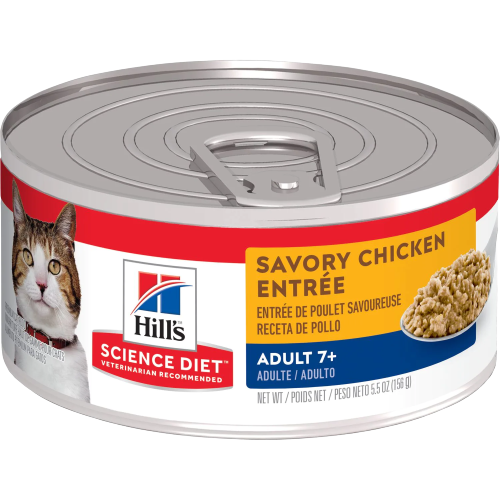 Hill's
SCIENCE DIET™
VETERINARIAN RECOMMENDED
SAVORY CHICKEN
ENTRÉE
ENTRÉE DE POULET SAVOUREUSE
RECETA DE POLLO
ADULT 7+
ADULTE / ADULTO
NET WT / POIDS NET / PESO NETO 5.5 OZ (156 g)